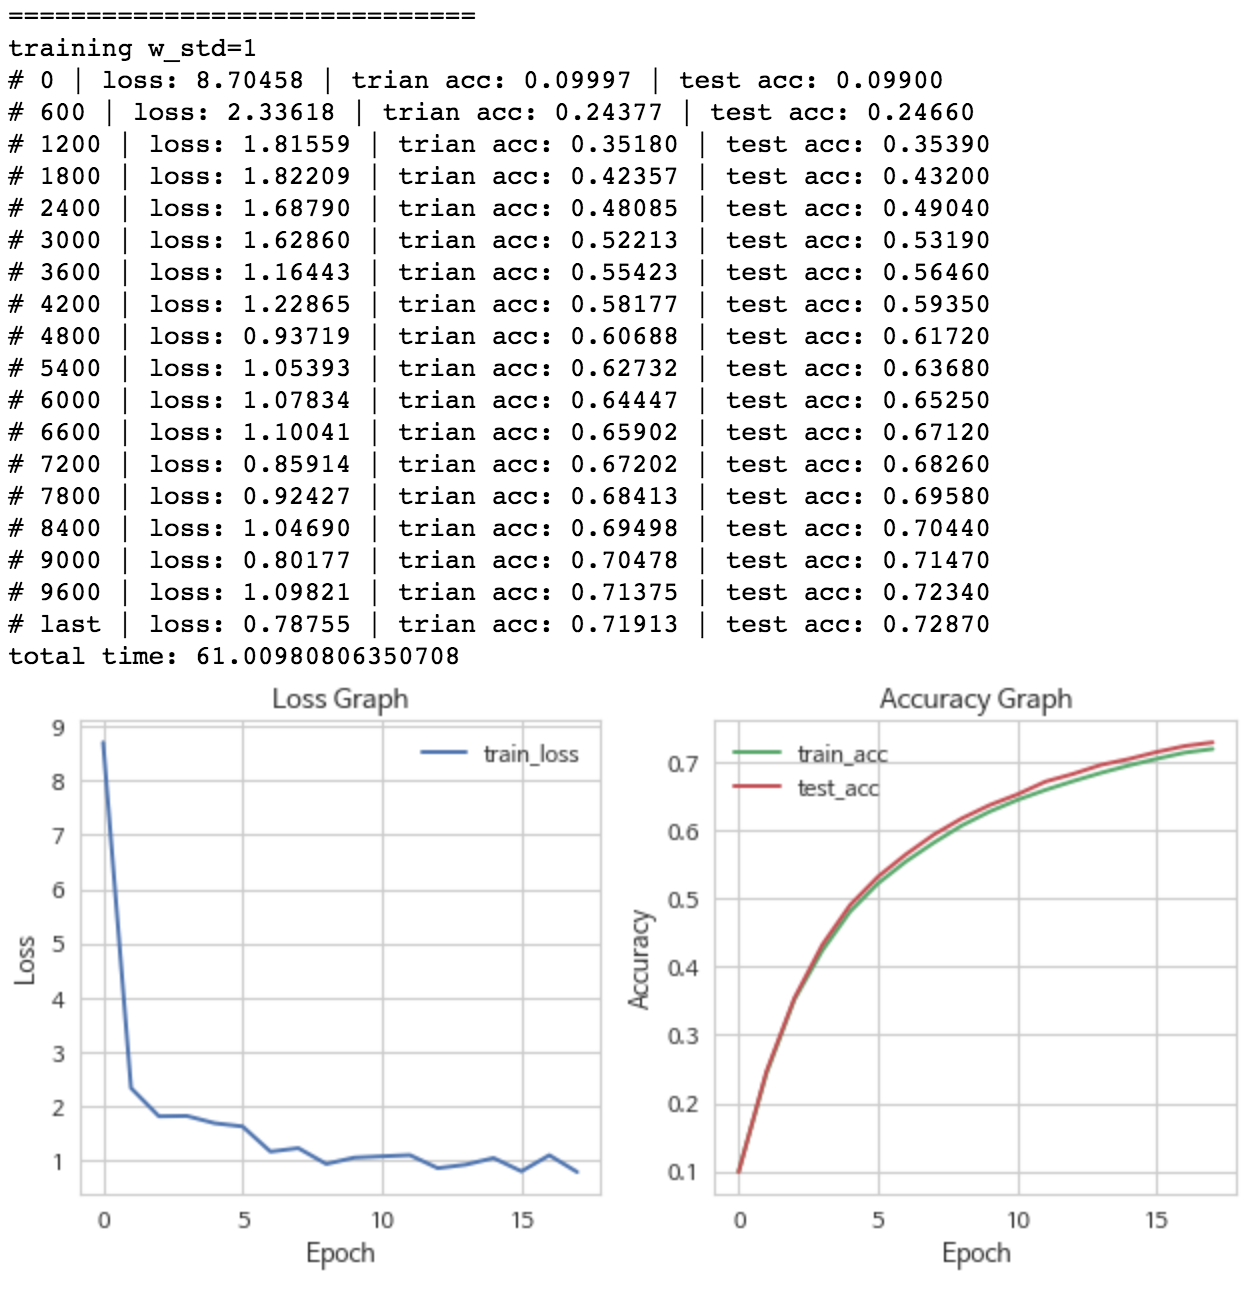 ==============================
training w_std=1
# 0 | loss: 8.70458 | trian acc: 0.09997 | test acc: 0.09900
# 600 | loss: 2.33618 | trian acc: 0.24377 | test acc: 0.24660
# 1200 | loss: 1.81559 | trian acc: 0.35180 | test acc: 0.35390
# 1800 | loss: 1.82209 | trian acc: 0.42357 | test acc: 0.43200
# 2400 | loss: 1.68790 | trian acc: 0.48085 | test acc: 0.49040
# 3000 | loss: 1.62860 | trian acc: 0.52213 | test acc: 0.53190
# 3600 | loss: 1.16443 | trian acc: 0.55423 | test acc: 0.56460
# 4200 | loss: 1.22865 | trian acc: 0.58177 | test acc: 0.59350
# 4800 | loss: 0.93719 | trian acc: 0.60688 | test acc: 0.61720
# 5400 | loss: 1.05393 | trian acc: 0.62732 | test acc: 0.63680
# 6000 | loss: 1.07834 | trian acc: 0.64447 | test acc: 0.65250
# 6600 | loss: 1.10041 | trian acc: 0.65902 | test acc: 0.67120
# 7200 | loss: 0.85914 | trian acc: 0.67202 | test acc: 0.68260
# 7800 | loss: 0.92427 | trian acc: 0.68413 | test acc: 0.69580
# 8400 | loss: 1.04690 | trian acc: 0.69498 | test acc: 0.70440
# 9000 | loss: 0.80177 | trian acc: 0.70478 | test acc: 0.71470
# 9600 | loss: 1.09821 | trian acc: 0.71375 | test acc: 0.72340
# last | loss: 0.78755 | trian acc: 0.71913 | test acc: 0.72870
total time: 61.00980806350708
Loss Graph
train_loss
9
8
7
6
5
4
3
2
1
Loss
0 5 10 15
Epoch
Accuracy Graph
train_acc
test_acc
0.7
0.6
0.5
0.4
0.3
0.2
0.1
Accuracy
0 5 10 15
Epoch